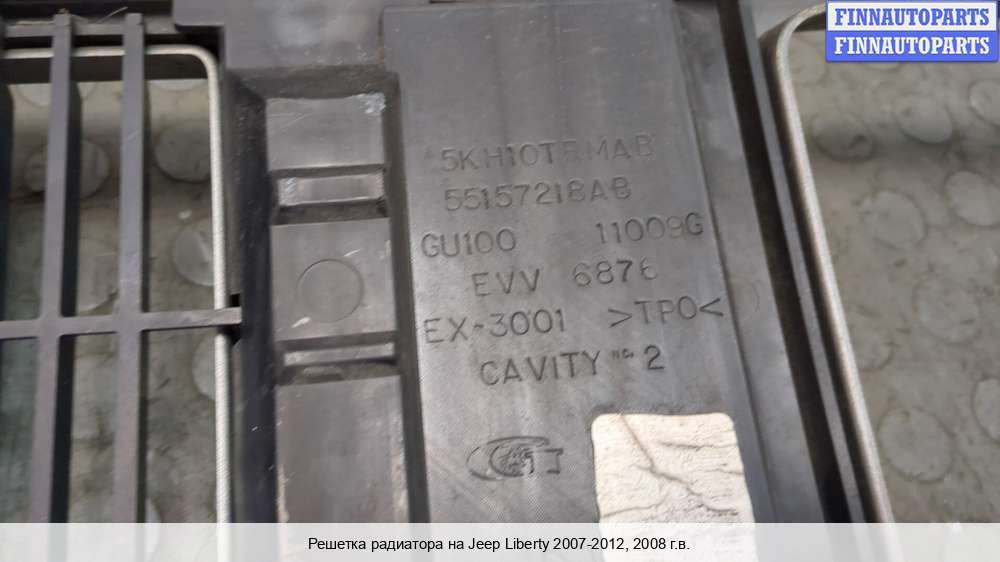 FINNAUTOPARTS
FINNAUTOPARTS
5KH10TRMAB
55157218AB
GU100 11009G
EVV 6876
EX-3001 >TPO<
CAVITY 2
Решетка радиатора на Jeep Liberty 2007-2012, 2008 г.в.